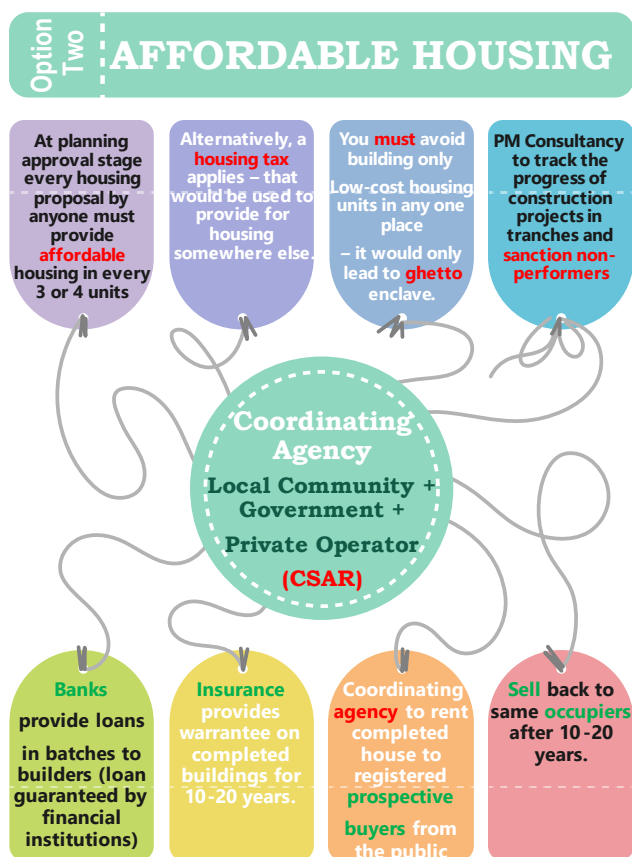 Option
Two
AFFORDABLE HOUSING
At planning
approval stage
every housing
proposal by
anyone must
provide
affordable
housing in every
3 or 4 units
Alternatively, a
housing tax
applies – that
would be used to
provide for
housing
somewhere else.
You must avoid
building only
Low-cost housing
units in any one
place
– it would only
lead to ghetto
enclave.
PM Consultancy
to track the
progress of
construction
projects in
tranches and
sanction non-
performers
Coordinating
Agency
Local Community +
Government +
Private Operator
(CSAR)
Banks
provide loans
in batches to
builders (loan
guaranteed by
financial
institutions)
Insurance
provides
warrantee on
completed
buildings for
10-20 years.
Coordinating
agency to rent
completed
house to
registered
prospective
buyers from
the public
Sell back to
same occupiers
after 10-20
years.